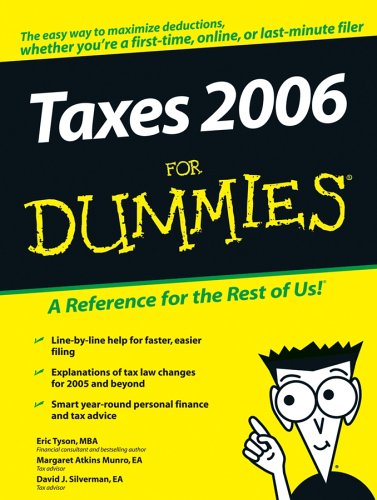 The easy way to maximize deductions,
whether you're a first-time, online, or last-minute filer
Taxes 2006
FOR
DUMMIES®
A Reference for the Rest of Us!®
Line-by-line help for faster, easier
filing
Explanations of tax law changes
for 2005 and beyond
Smart year-round personal finance
and tax advice
Eric Tyson, MBA
Financial consultant and bestselling author
Margaret Atkins Munro, EA
Tax advisor
David J. Silverman, EA
Tax advisor